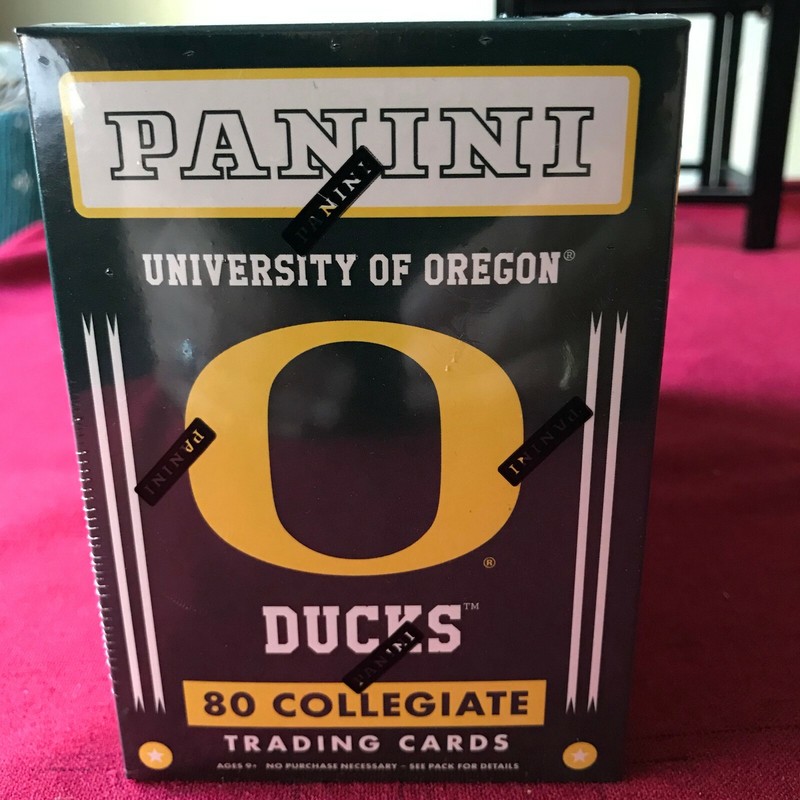 PANINI
PANINI
UNIVERSITY OF OREGON®
O
PANINI
PANINI
®
DUCKS™
PANINI
80 COLLEGIATE
TRADING CARDS
AGES 9+ NO PURCHASE NECESSARY - SEE PACK FOR DETAILS